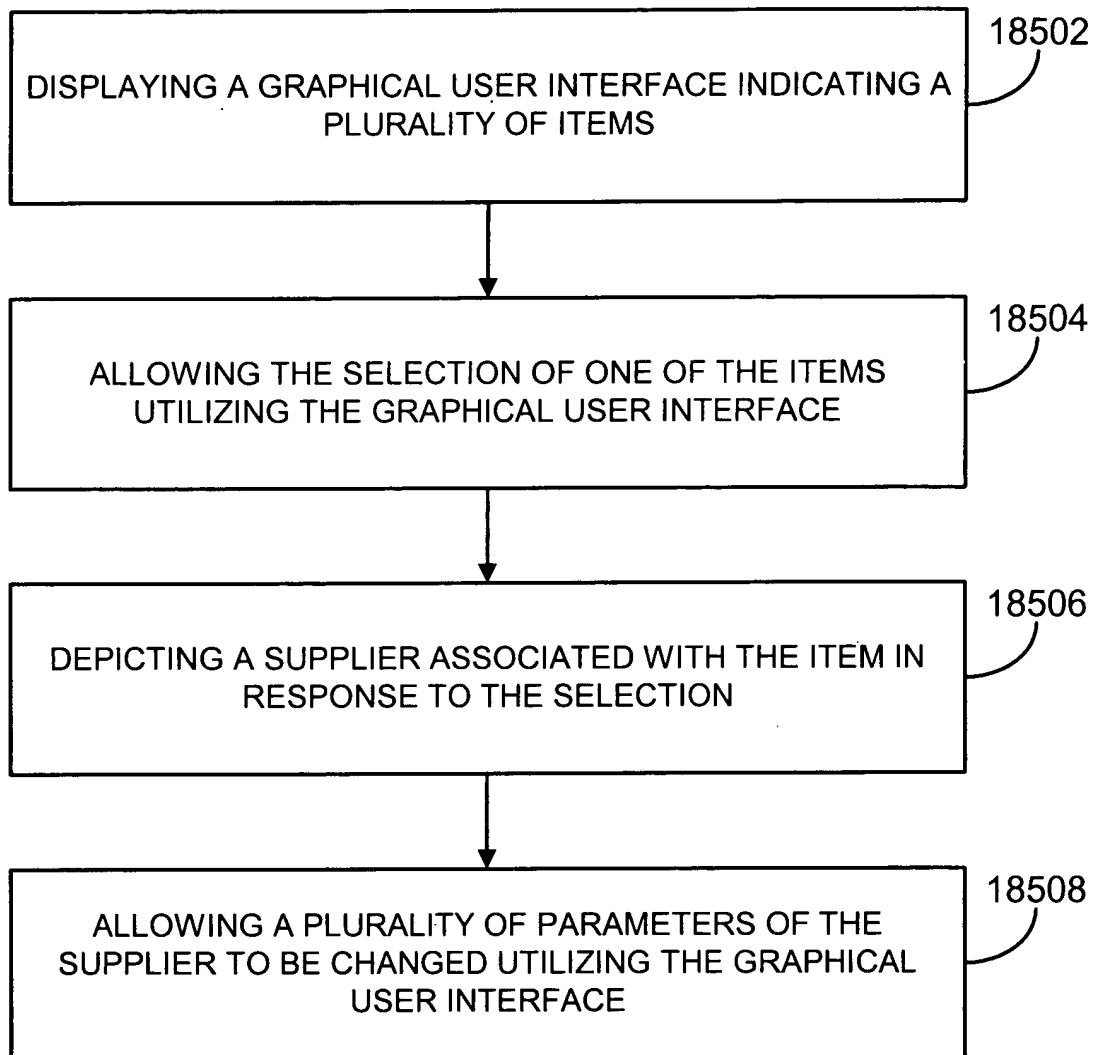 18502
DISPLAYING A GRAPHICAL USER INTERFACE INDICATING A
PLURALITY OF ITEMS
18504
ALLOWING THE SELECTION OF ONE OF THE ITEMS
UTILIZING THE GRAPHICAL USER INTERFACE
18506
DEPICTING A SUPPLIER ASSOCIATED WITH THE ITEM IN
RESPONSE TO THE SELECTION
18508
ALLOWING A PLURALITY OF PARAMETERS OF THE
SUPPLIER TO BE CHANGED UTILIZING THE GRAPHICAL
USER INTERFACE